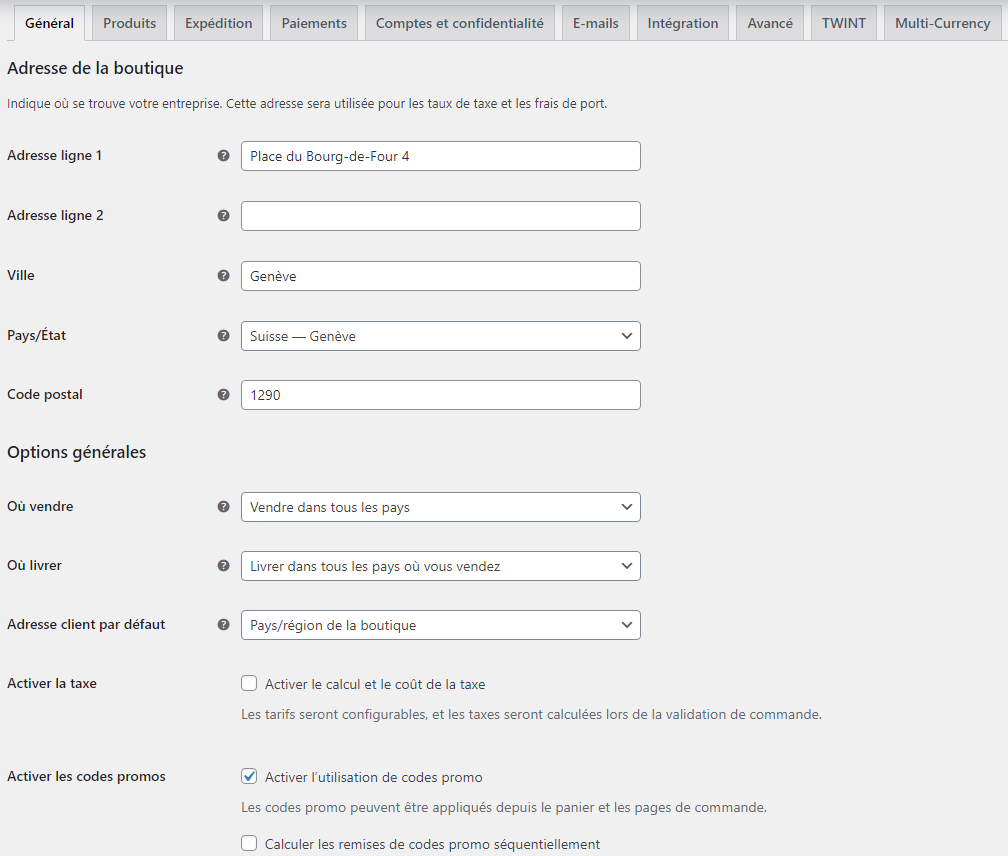 Général Produits Expédition Paiements Comptes et confidentialité E-mails Intégration Avancé TWINT Multi-Currency
Adresse de la boutique
Indique où se trouve votre entreprise. Cette adresse sera utilisée pour les taux de taxe et les frais de port.
Adresse ligne 1 ? Place du Bourg-de-Four 4
Adresse ligne 2 ?
Ville ? Genève
Pays/État ? Suisse — Genève
Code postal ? 1290
Options générales
Où vendre ? Vendre dans tous les pays
Où livrer ? Livrer dans tous les pays où vous vendez
Adresse client par défaut ? Pays/région de la boutique
Activer la taxe Activer le calcul et le coût de la taxe
Les tarifs seront configurables, et les taxes seront calculées lors de la validation de commande.
Activer les codes promos Activer l’utilisation de codes promo
Les codes promo peuvent être appliqués depuis le panier et les pages de commande.
Calculer les remises de codes promo séquentiellement